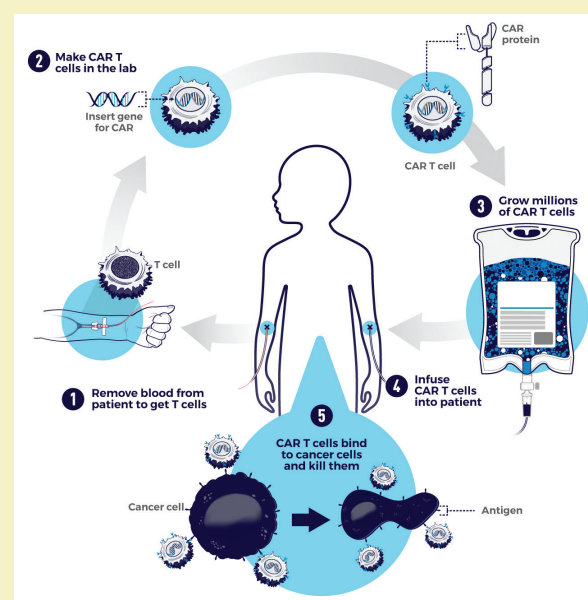 2 Make CAR T
cells in the lab
Insert gene
for CAR
CAR
protein
CAR T cell
3 Grow millions
of CAR T cells
T cell
1 Remove blood from
patient to get T cells
4 Infuse
CAR T cells
into patient
5
CAR T cells bind
to cancer cells
and kill them
Cancer cell
Antigen